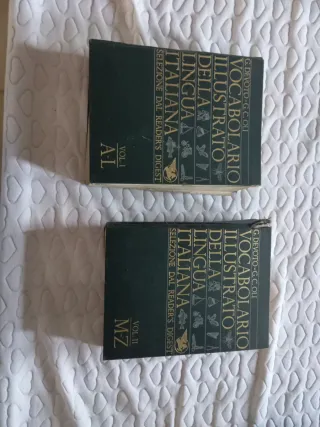 G. DEVOTO-G. C. OLI
VOCABOLARIO
ILLUSTRATO
DELLA
LINGUA
ITALIANA
SELEZIONE DAL READER'S DIGEST
VOL. I
A-L
G. DEVOTO-G. C. OLI
VOCABOLARIO
ILLUSTRATO
DELLA
LINGUA
ITALIANA
SELEZIONE DAL READER'S DIGEST
VOL. II
M-Z